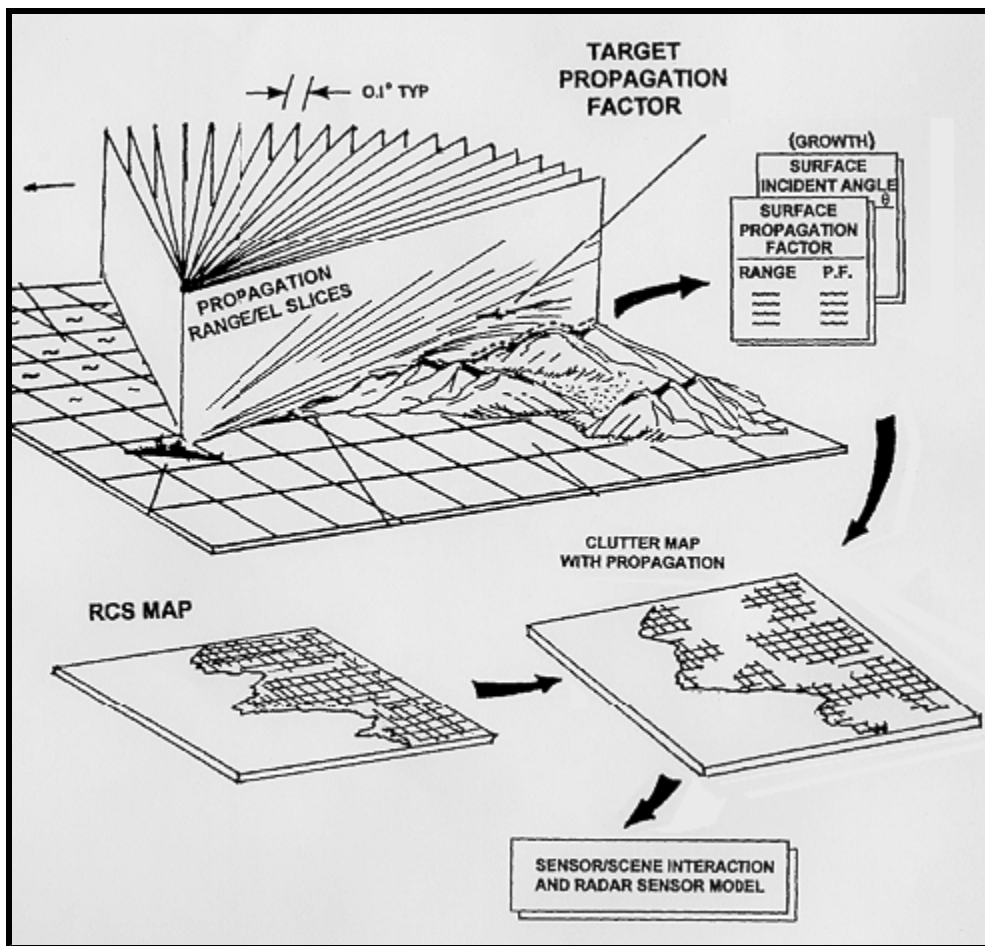 0.1° TYP
TARGET
PROPAGATION
FACTOR
(GROWTH)
SURFACE
INCIDENT ANGLE
θ
SURFACE
PROPAGATION
FACTOR
RANGE P.F.
PROPAGATION
RANGE/EL SLICES
CLUTTER MAP
WITH PROPAGATION
RCS MAP
SENSOR/SCENE INTERACTION
AND RADAR SENSOR MODEL